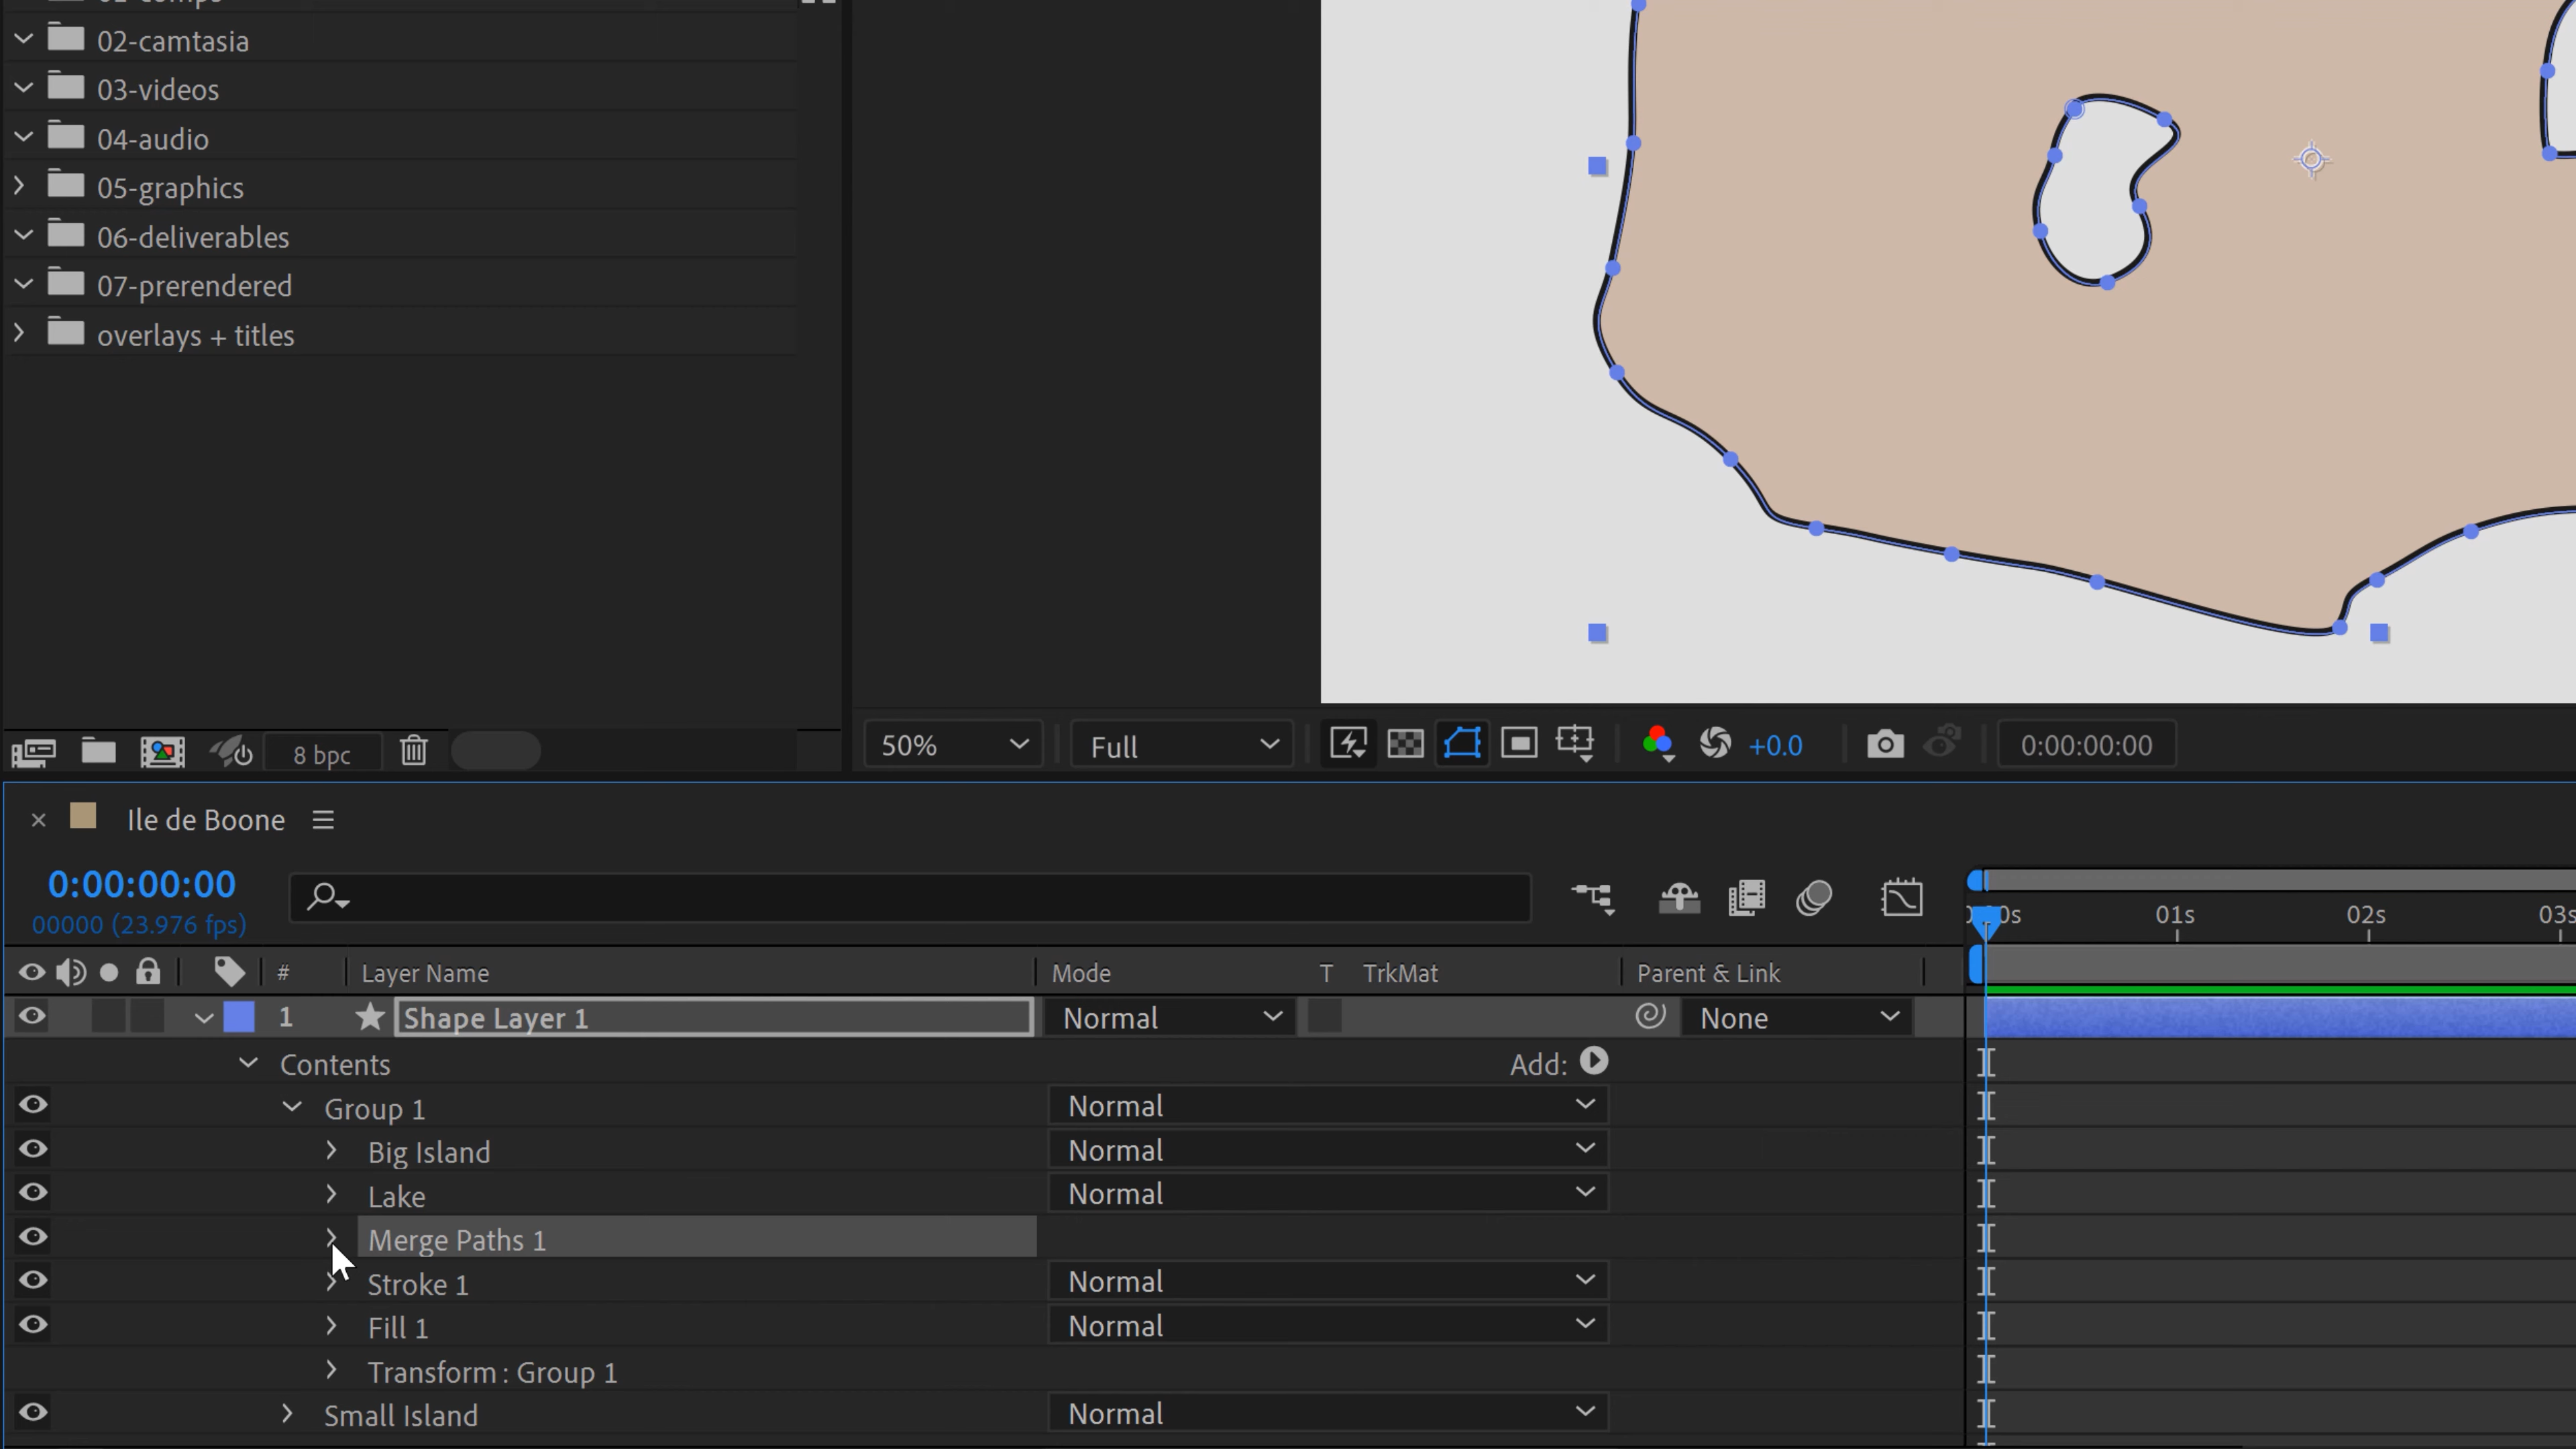 02-camtasia
03-videos
04-audio
05-graphics
06-deliverables
07-prerendered
overlays + titles
8 bpc
50%
Full
+0.0
0:00:00:00
Ile de Boone
0:00:00:00
00000 (23.976 fps)
01s
02s
# Layer Name Mode T TrkMat Parent & Link
1 Shape Layer 1 Normal None
Contents Add:
Group 1 Normal
Big Island Normal
Lake Normal
Merge Paths 1
Stroke 1 Normal
Fill 1 Normal
Transform : Group 1
Small Island Normal